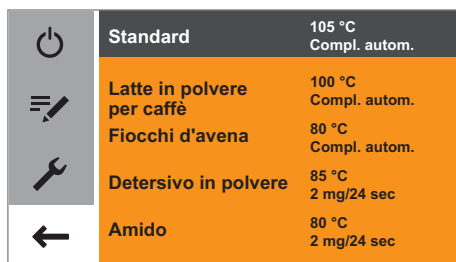 Standard
105 °C
Compl. autom.
Latte in polvere
per caffè
100 °C
Compl. autom.
Fiocchi d'avena
80 °C
Compl. autom.
Detersivo in polvere
85 °C
2 mg/24 sec
Amido
80 °C
2 mg/24 sec